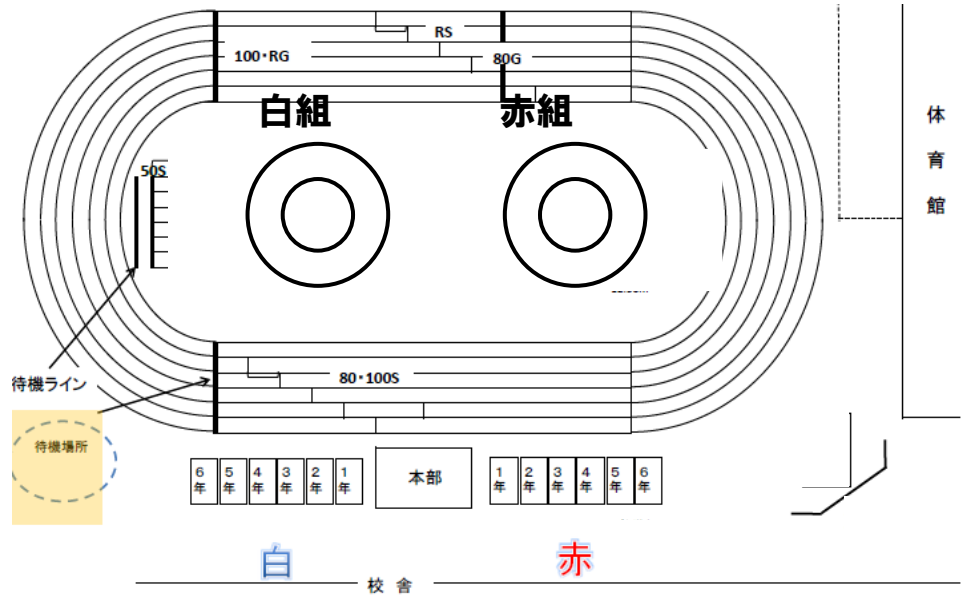 RS
100・RG
80G
白組
赤組
50S
体育館
待機ライン
80・100S
待機場所
6年
5年
4年
3年
2年
1年
本部
1年
2年
3年
4年
5年
6年
白
赤
校舎